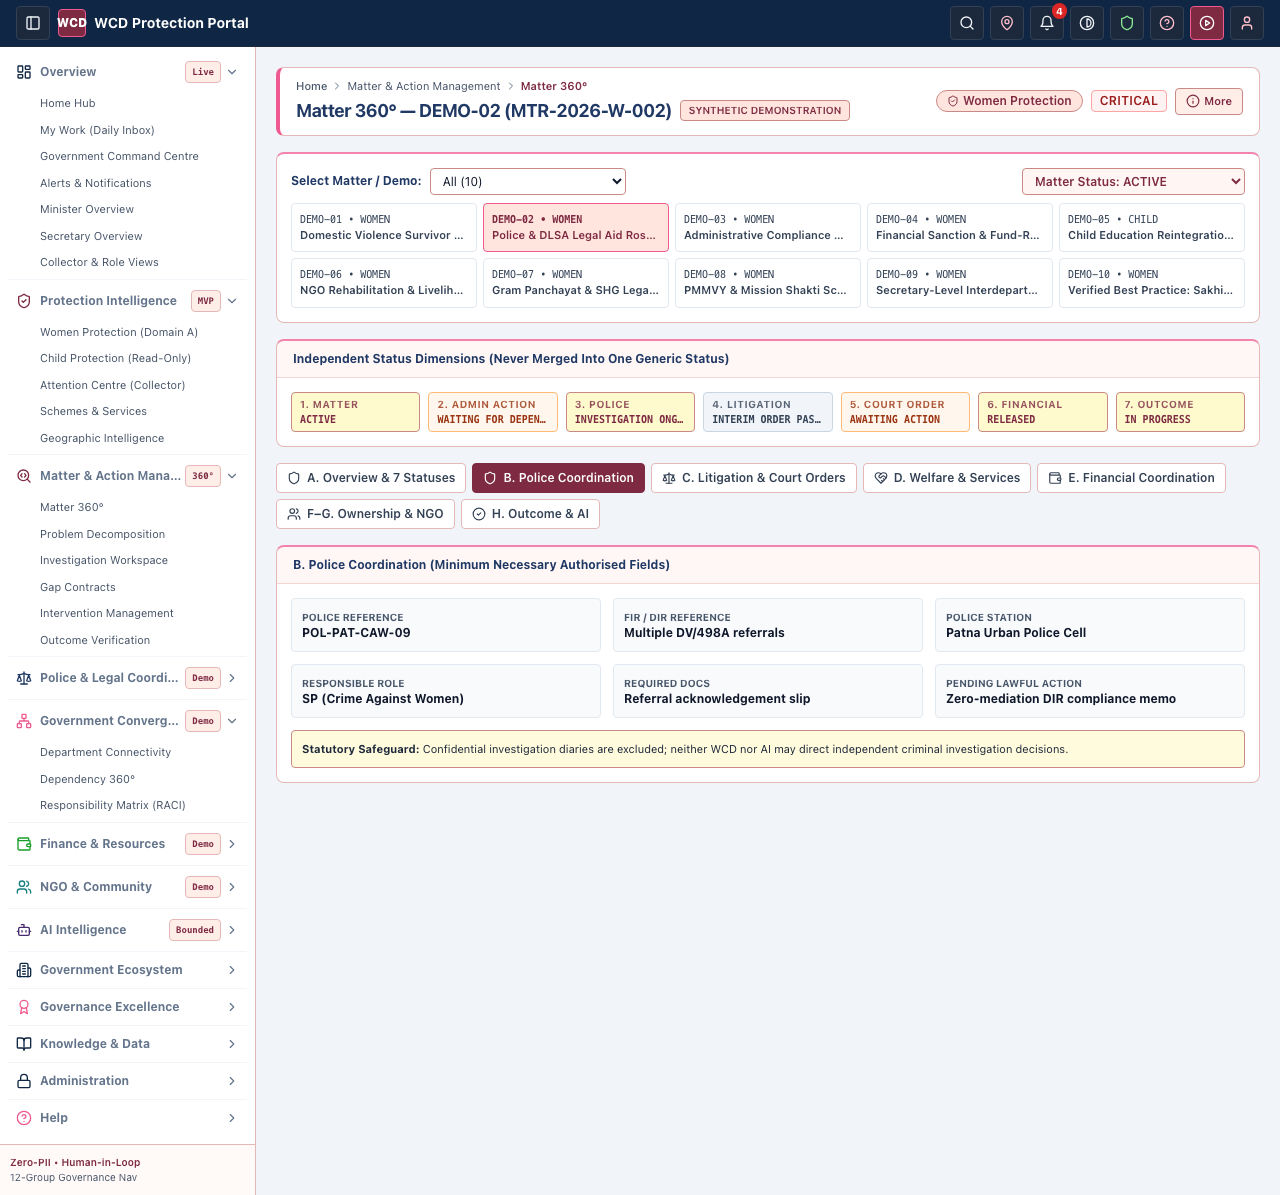 WCD WCD Protection Portal
4
Overview Live
Home Hub
My Work (Daily Inbox)
Government Command Centre
Alerts & Notifications
Minister Overview
Secretary Overview
Collector & Role Views
Protection Intelligence MVP
Women Protection (Domain A)
Child Protection (Read-Only)
Attention Centre (Collector)
Schemes & Services
Geographic Intelligence
Matter & Action Mana... 360°
Matter 360°
Problem Decomposition
Investigation Workspace
Gap Contracts
Intervention Management
Outcome Verification
Police & Legal Coordi... Demo
Government Converg... Demo
Department Connectivity
Dependency 360°
Responsibility Matrix (RACI)
Finance & Resources Demo
NGO & Community Demo
AI Intelligence Bounded
Government Ecosystem
Governance Excellence
Knowledge & Data
Administration
Help
Zero-PII • Human-in-Loop
12-Group Governance Nav
Home > Matter & Action Management > Matter 360°
Matter 360° — DEMO-02 (MTR-2026-W-002) SYNTHETIC DEMONSTRATION
Women Protection CRITICAL More
Select Matter / Demo: All (10) Matter Status: ACTIVE
DEMO-01 • WOMEN
Domestic Violence Survivor ...
DEMO-02 • WOMEN
Police & DLSA Legal Aid Ros...
DEMO-03 • WOMEN
Administrative Compliance ...
DEMO-04 • WOMEN
Financial Sanction & Fund-R...
DEMO-05 • CHILD
Child Education Reintegratio...
DEMO-06 • WOMEN
NGO Rehabilitation & Livelih...
DEMO-07 • WOMEN
Gram Panchayat & SHG Lega...
DEMO-08 • WOMEN
PMMVY & Mission Shakti Sc...
DEMO-09 • WOMEN
Secretary-Level Interdepart...
DEMO-10 • WOMEN
Verified Best Practice: Sakhi...
Independent Status Dimensions (Never Merged Into One Generic Status)
1. MATTER
ACTIVE
2. ADMIN ACTION
WAITING FOR DEPEN...
3. POLICE
INVESTIGATION ONG...
4. LITIGATION
INTERIM ORDER PAS...
5. COURT ORDER
AWAITING ACTION
6. FINANCIAL
RELEASED
7. OUTCOME
IN PROGRESS
A. Overview & 7 Statuses
B. Police Coordination
C. Litigation & Court Orders
D. Welfare & Services
E. Financial Coordination
F–G. Ownership & NGO
H. Outcome & AI
B. Police Coordination (Minimum Necessary Authorised Fields)
POLICE REFERENCE
POL-PAT-CAW-09
FIR / DIR REFERENCE
Multiple DV/498A referrals
POLICE STATION
Patna Urban Police Cell
RESPONSIBLE ROLE
SP (Crime Against Women)
REQUIRED DOCS
Referral acknowledgement slip
PENDING LAWFUL ACTION
Zero-mediation DIR compliance memo
Statutory Safeguard: Confidential investigation diaries are excluded; neither WCD nor AI may direct independent criminal investigation decisions.